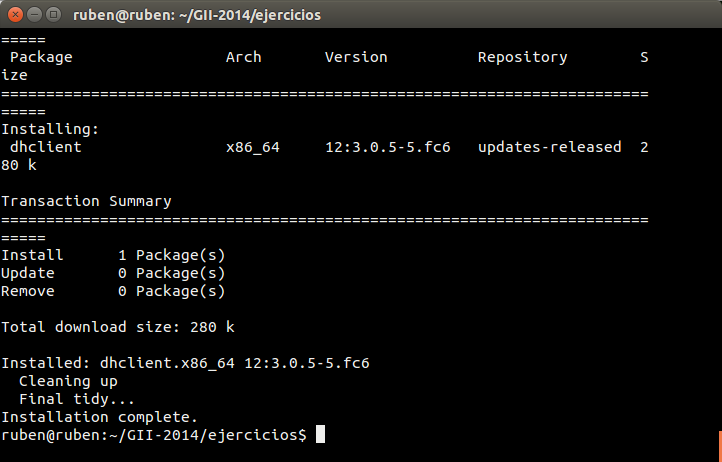 ruben@ruben: ~/GII-2014/ejercicios
=====
 Package                 Arch       Version          Repository        S
ize
========================================================================
=====
Installing:
 dhclient                x86_64     12:3.0.5-5.fc6   updates-released  2
80 k

Transaction Summary
========================================================================
=====
Install      1 Package(s)
Update       0 Package(s)
Remove       0 Package(s)

Total download size: 280 k

Installed: dhclient.x86_64 12:3.0.5-5.fc6
  Cleaning up
  Final tidy...
Installation complete.
ruben@ruben:~/GII-2014/ejercicios$